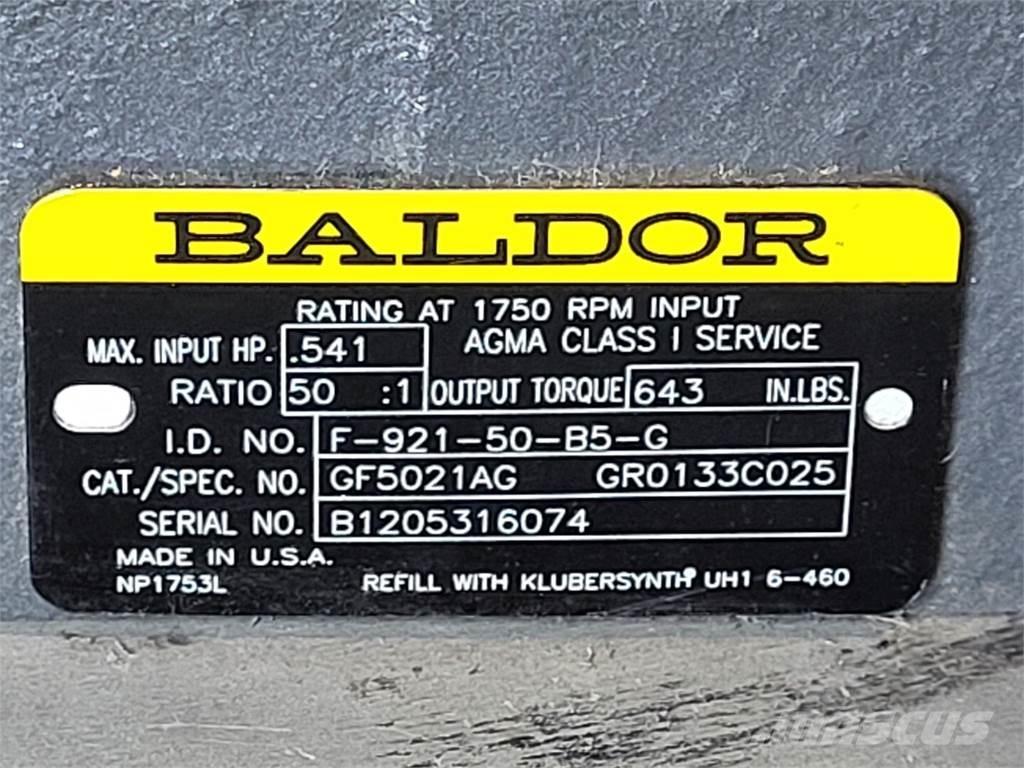 BALDOR
RATING AT 1750 RPM INPUT
MAX. INPUT HP. .541 AGMA CLASS I SERVICE
RATIO 50 :1 OUTPUT TORQUE 643 IN.LBS.
I.D. NO. F-921-50-B5-G
CAT./SPEC. NO. GF5021AG GR0133C025
SERIAL NO. B1205316074
MADE IN U.S.A.
NP1753L REFILL WITH KLUBERSYNTH UH1 6-460
mascus